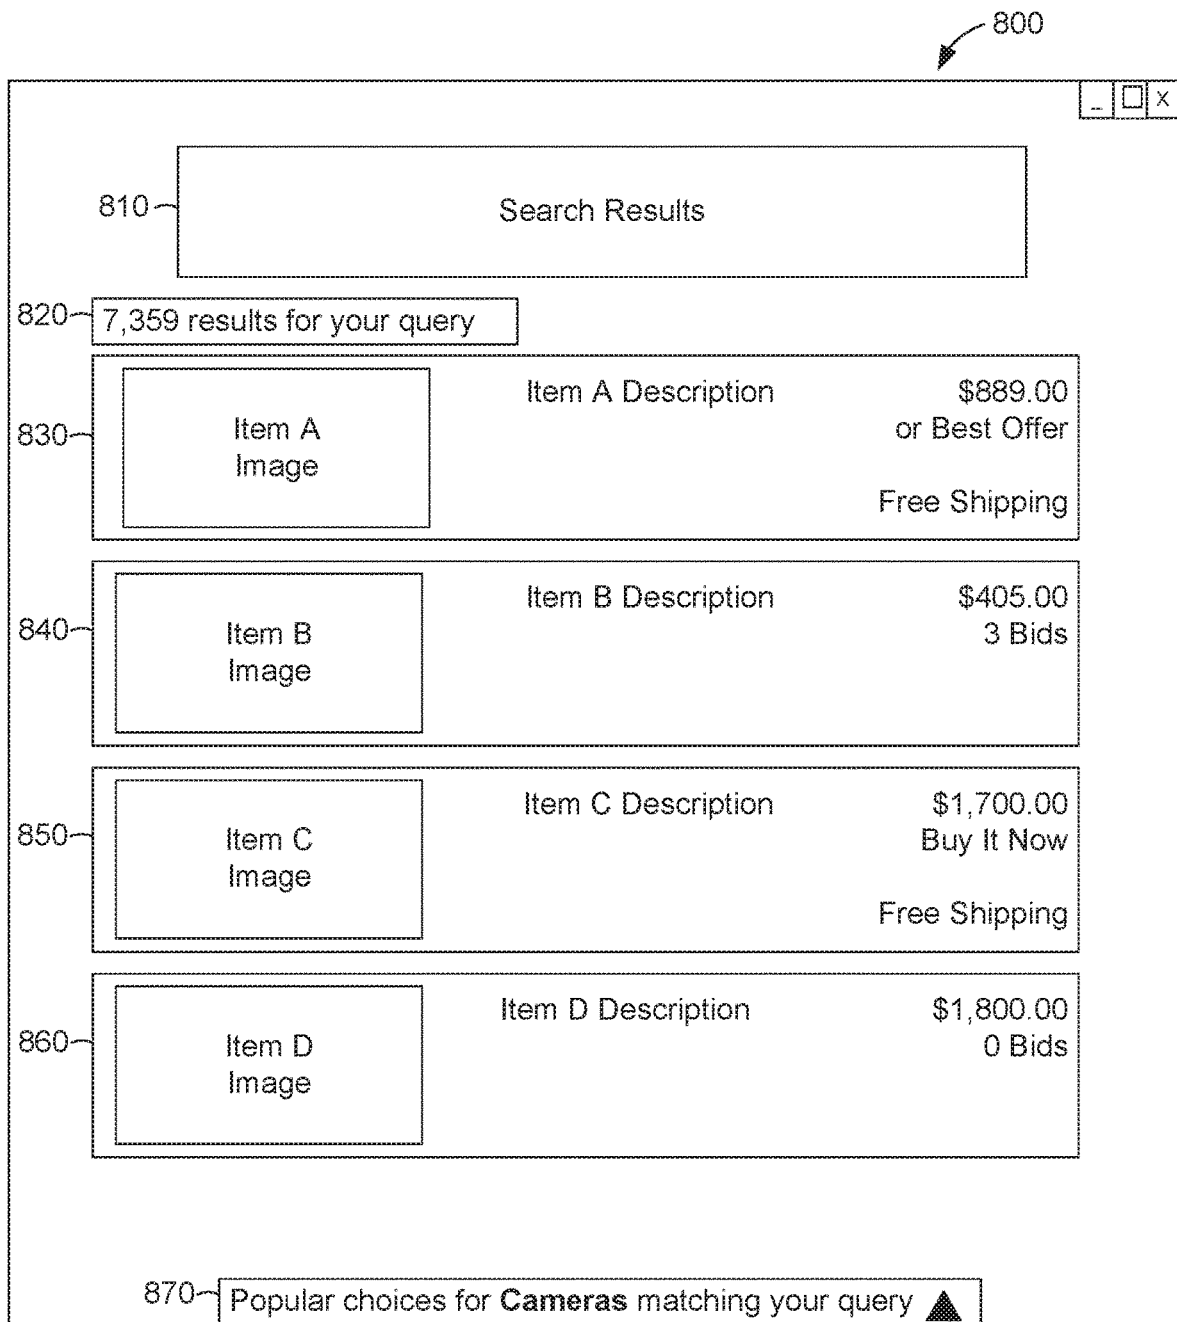 800
_ X
810 Search Results
820 7,359 results for your query
Item A Description $889.00
830 Item A or Best Offer
Image
Free Shipping
Item B Description $405.00
840 Item B 3 Bids
Image
Item C Description $1,700.00
850 Item C Buy It Now
Image
Free Shipping
Item D Description $1,800.00
860 Item D 0 Bids
Image
870 Popular choices for Cameras matching your query